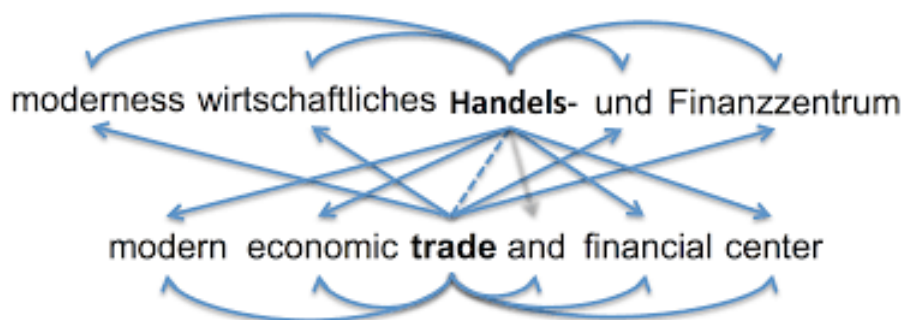 moderness wirtschaftliches Handels- und Finanzzentrum
modern economic trade and financial center